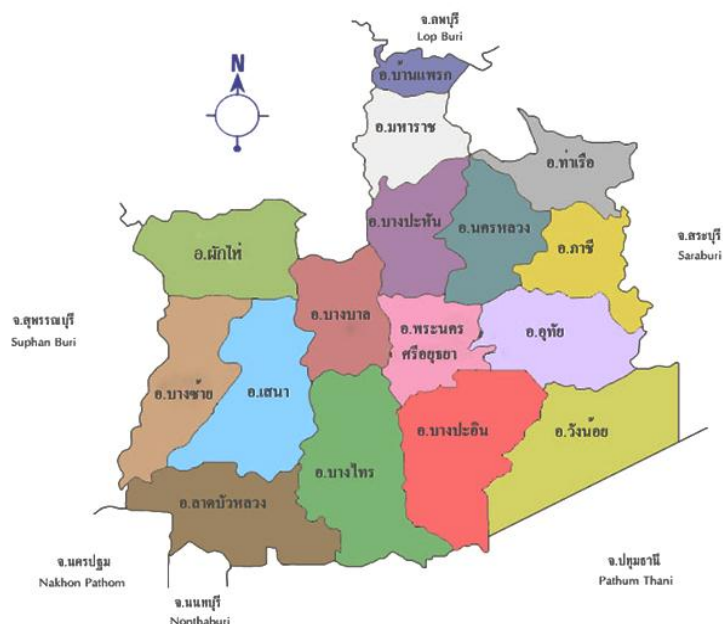 จ.ลพบุรี
Lop Buri
N
อ.บ้านแพรก
อ.มหาราช
อ.ท่าเรือ
อ.บางปะหัน
อ.นครหลวง
อ.ภาชี
จ.สระบุรี
Saraburi
อ.ผักไห่
อ.บางบาล
จ.สุพรรณบุรี
Suphan Buri
อ.พระนคร
ศรีอยุธยา
อ.อุทัย
อ.บางซ้าย
อ.เสนา
อ.บางปะอิน
อ.วังน้อย
อ.บางไทร
อ.ลาดบัวหลวง
จ.นครปฐม
Nakhon Pathom
จ.ปทุมธานี
Pathum Thani
จ.นนทบุรี
Nonthaburi